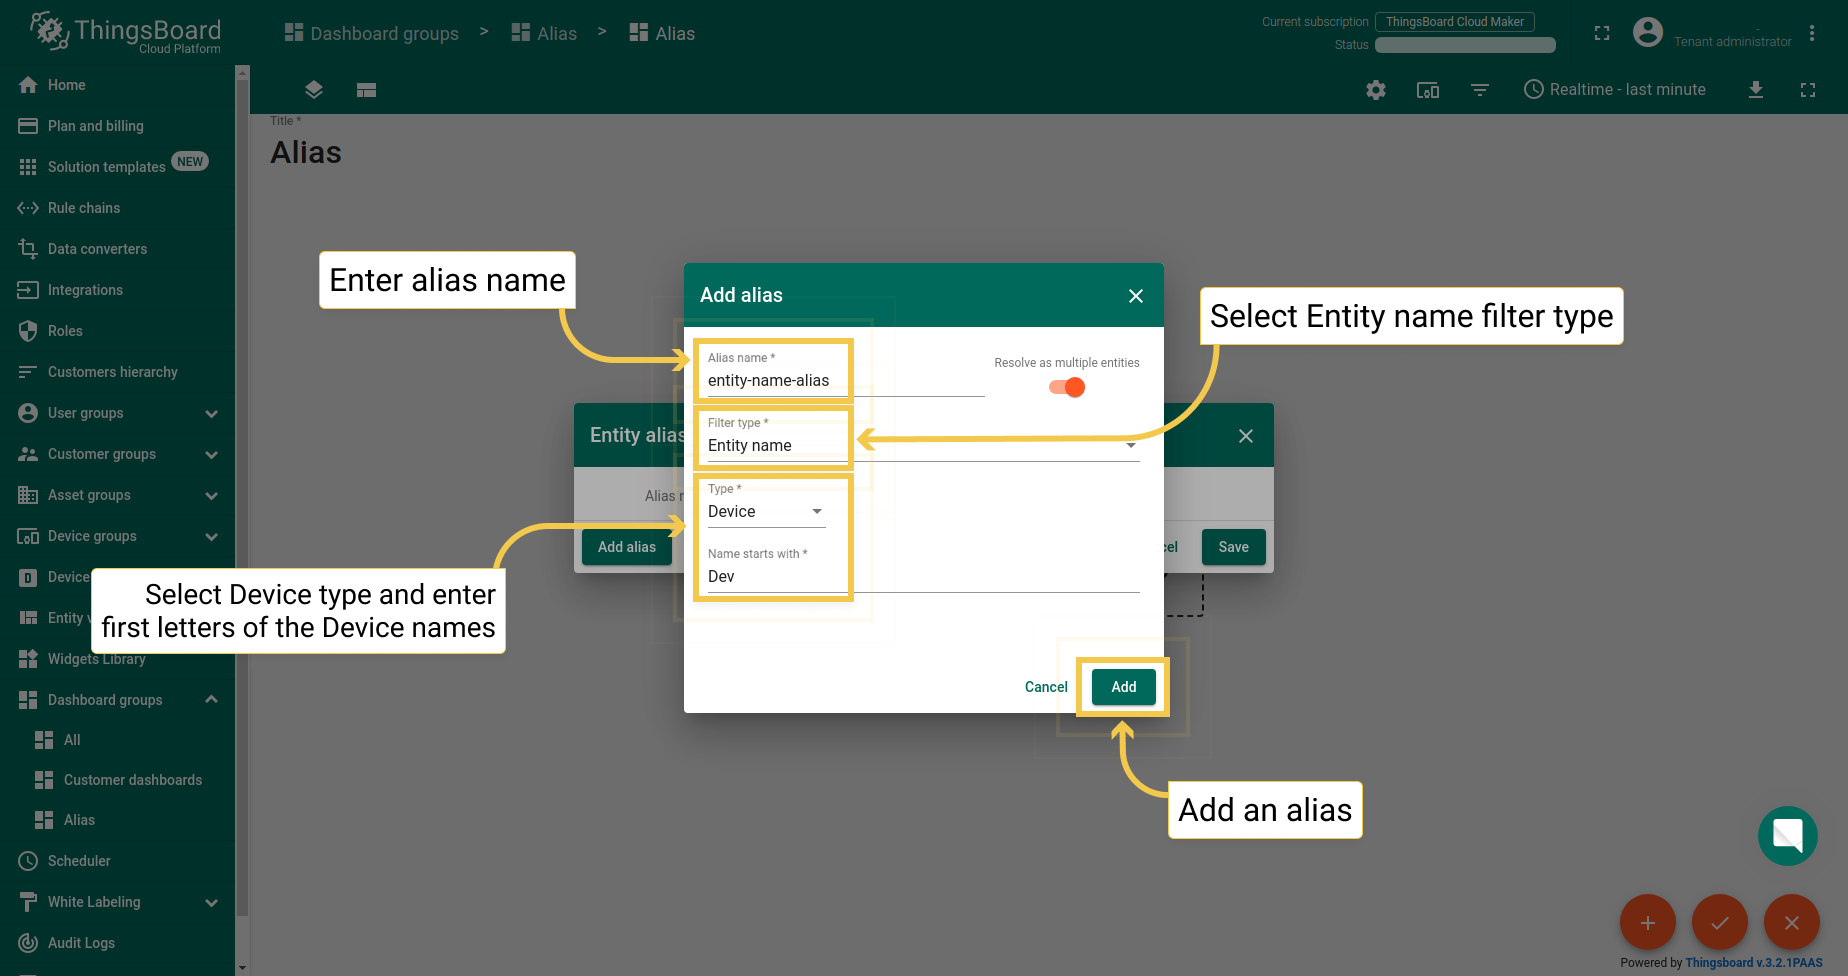 ThingsBoard
Cloud Platform
Dashboard groups > Alias > Alias
Current subscription ThingsBoard Cloud Maker
Status
Tenant administrator
Realtime - last minute
Home
Plan and billing
Solution templates NEW
Rule chains
Data converters
Integrations
Roles
Customers hierarchy
User groups
Customer groups
Asset groups
Device groups
Device
Entity v
Widgets Library
Dashboard groups
All
Customer dashboards
Alias
Scheduler
White Labeling
Audit Logs
Title *
Alias
Enter alias name
Add alias
Select Entity name filter type
Alias name *
entity-name-alias
Resolve as multiple entities
Filter type *
Entity name
Entity alias
Type *
Device
Alias n
Name starts with *
Dev
Add alias
cel
Save
Select Device type and enter
first letters of the Device names
Cancel
Add
Add an alias
Powered by Thingsboard v.3.2.1PAAS